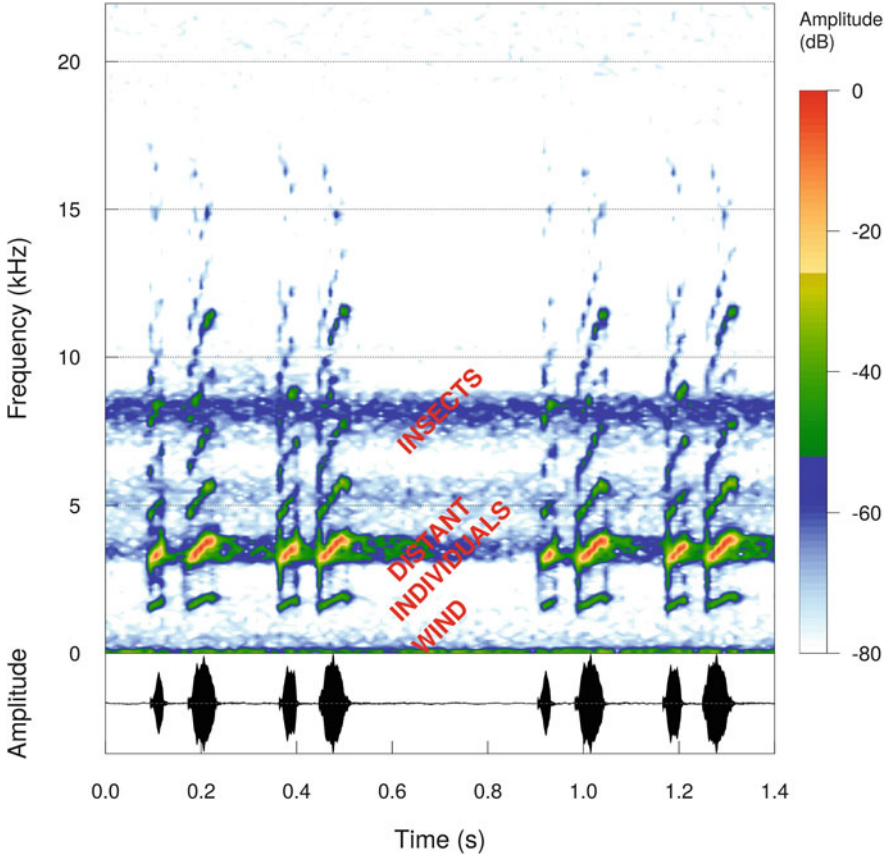 Amplitude
(dB)
0
-20
-40
-60
-80
Frequency (kHz)
20
15
10
5
0
INSECTS
DISTANT
INDIVIDUALS
WIND
Amplitude
0.0 0.2 0.4 0.6 0.8 1.0 1.2 1.4
Time (s)